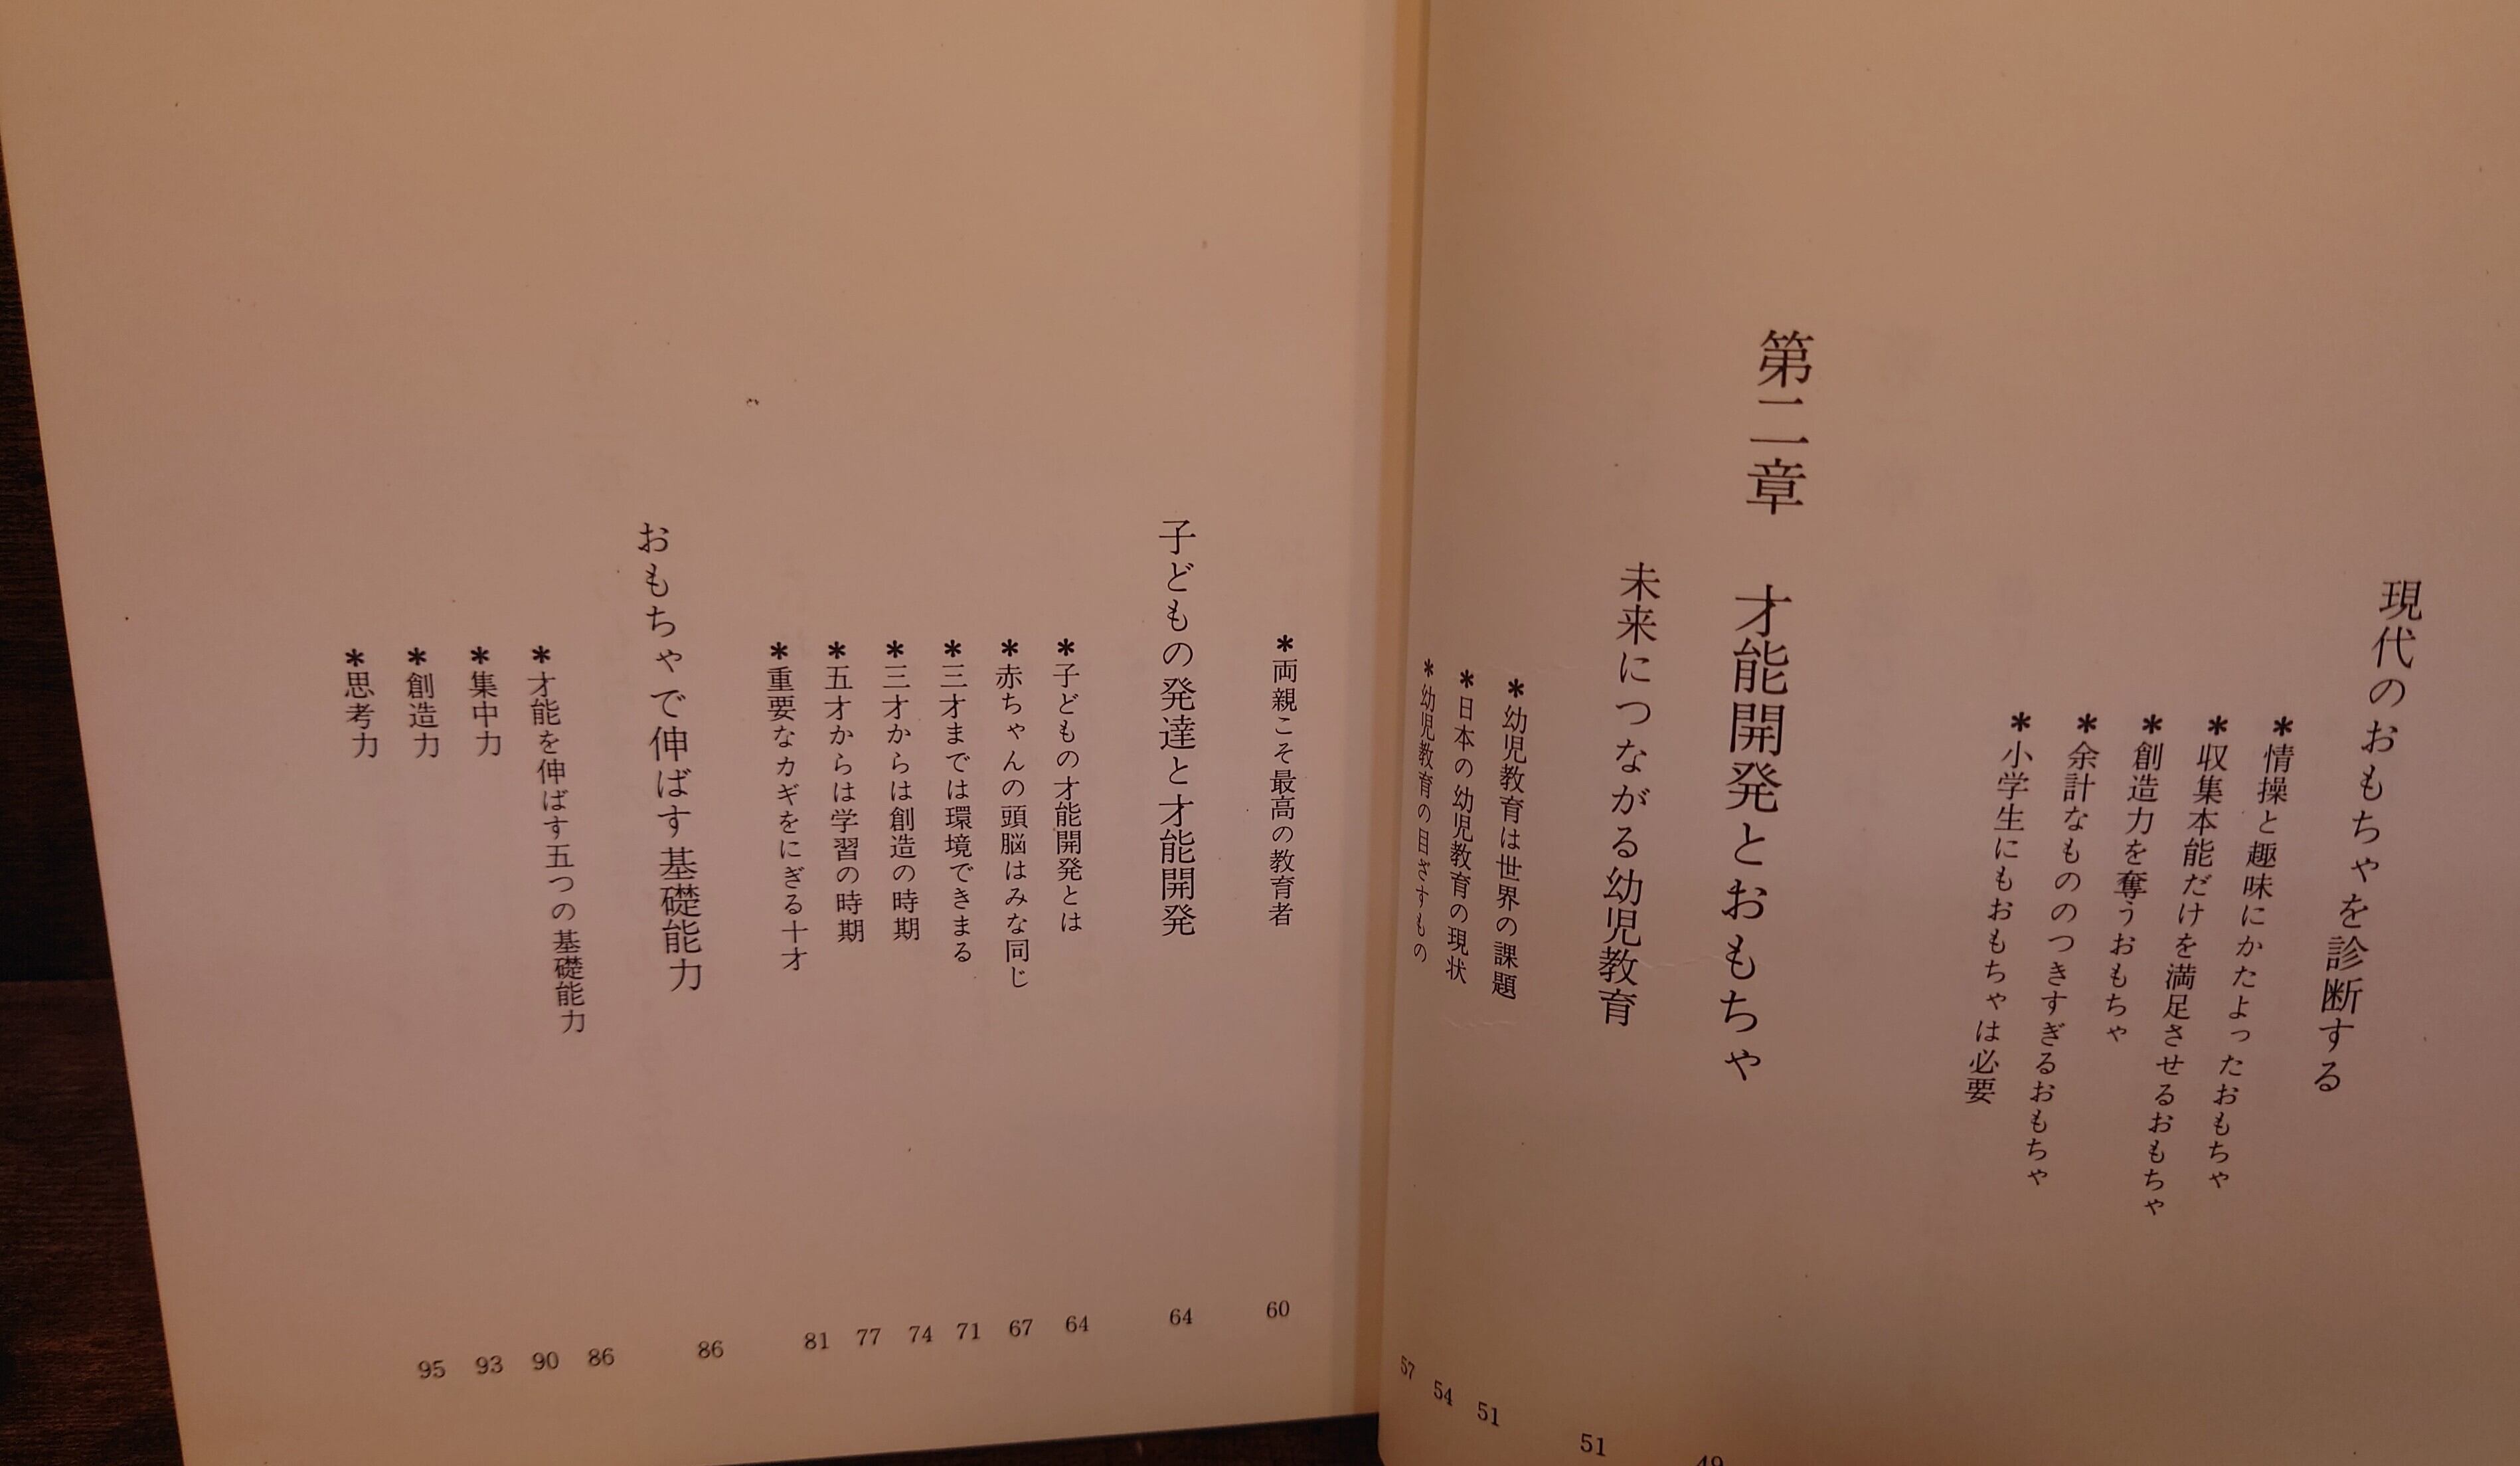 現代のおもちゃを診断する
*情操と趣味にかたよったおもちゃ
*収集本能だけを満足させるおもちゃ
*創造力を奪うおもちゃ
*余計なもののつきすぎるおもちゃ
*小学生にもおもちゃは必要
第二章 才能開発とおもちゃ 49
未来につながる幼児教育 51
*幼児教育は世界の課題 51
*日本の幼児教育の現状 54
*幼児教育の目ざすもの 57
*両親こそ最高の教育者 60
子どもの発達と才能開発 64
*子どもの才能開発とは 64
*赤ちゃんの頭脳はみな同じ 67
*三才までは環境できまる 71
*三才からは創造の時期 74
*五才からは学習の時期 77
*重要なカギをにぎる十才 81
おもちゃで伸ばす基礎能力 86
*才能を伸ばす五つの基礎能力 86
*集中力 90
*創造力 93
*思考力 95